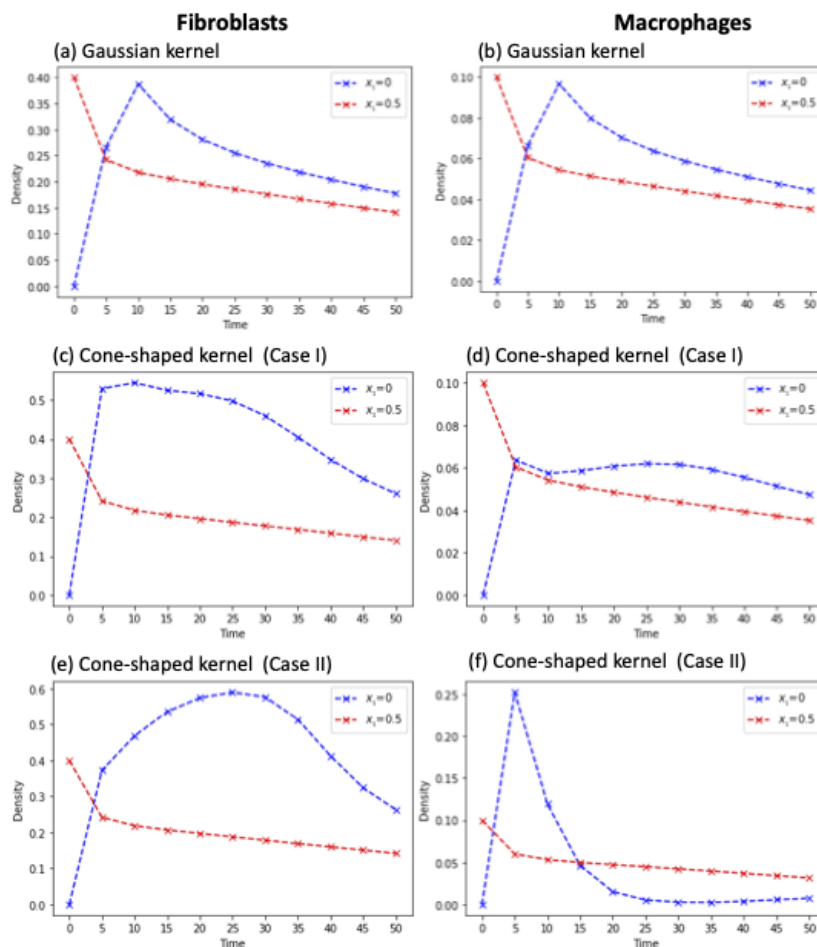 Fibroblasts
Macrophages
(a) Gaussian kernel
0.40
0.35
0.30
0.25
0.20
0.15
0.10
0.05
0.00
Density
x₁=0
x₁=0.5
0 5 10 15 20 25 30 35 40 45 50
Time
(b) Gaussian kernel
0.10
0.08
0.06
0.04
0.02
0.00
Density
x₁=0
x₁=0.5
0 5 10 15 20 25 30 35 40 45 50
Time
(c) Cone-shaped kernel (Case I)
0.5
0.4
0.3
0.2
0.1
0.0
Density
x₁=0
x₁=0.5
0 5 10 15 20 25 30 35 40 45 50
Time
(d) Cone-shaped kernel (Case I)
0.10
0.08
0.06
0.04
0.02
0.00
Density
x₁=0
x₁=0.5
0 5 10 15 20 25 30 35 40 45 50
Time
(e) Cone-shaped kernel (Case II)
0.6
0.5
0.4
0.3
0.2
0.1
0.0
Density
x₁=0
x₁=0.5
0 5 10 15 20 25 30 35 40 45 50
Time
(f) Cone-shaped kernel (Case II)
0.25
0.20
0.15
0.10
0.05
0.00
Density
x₁=0
x₁=0.5
0 5 10 15 20 25 30 35 40 45 50
Time